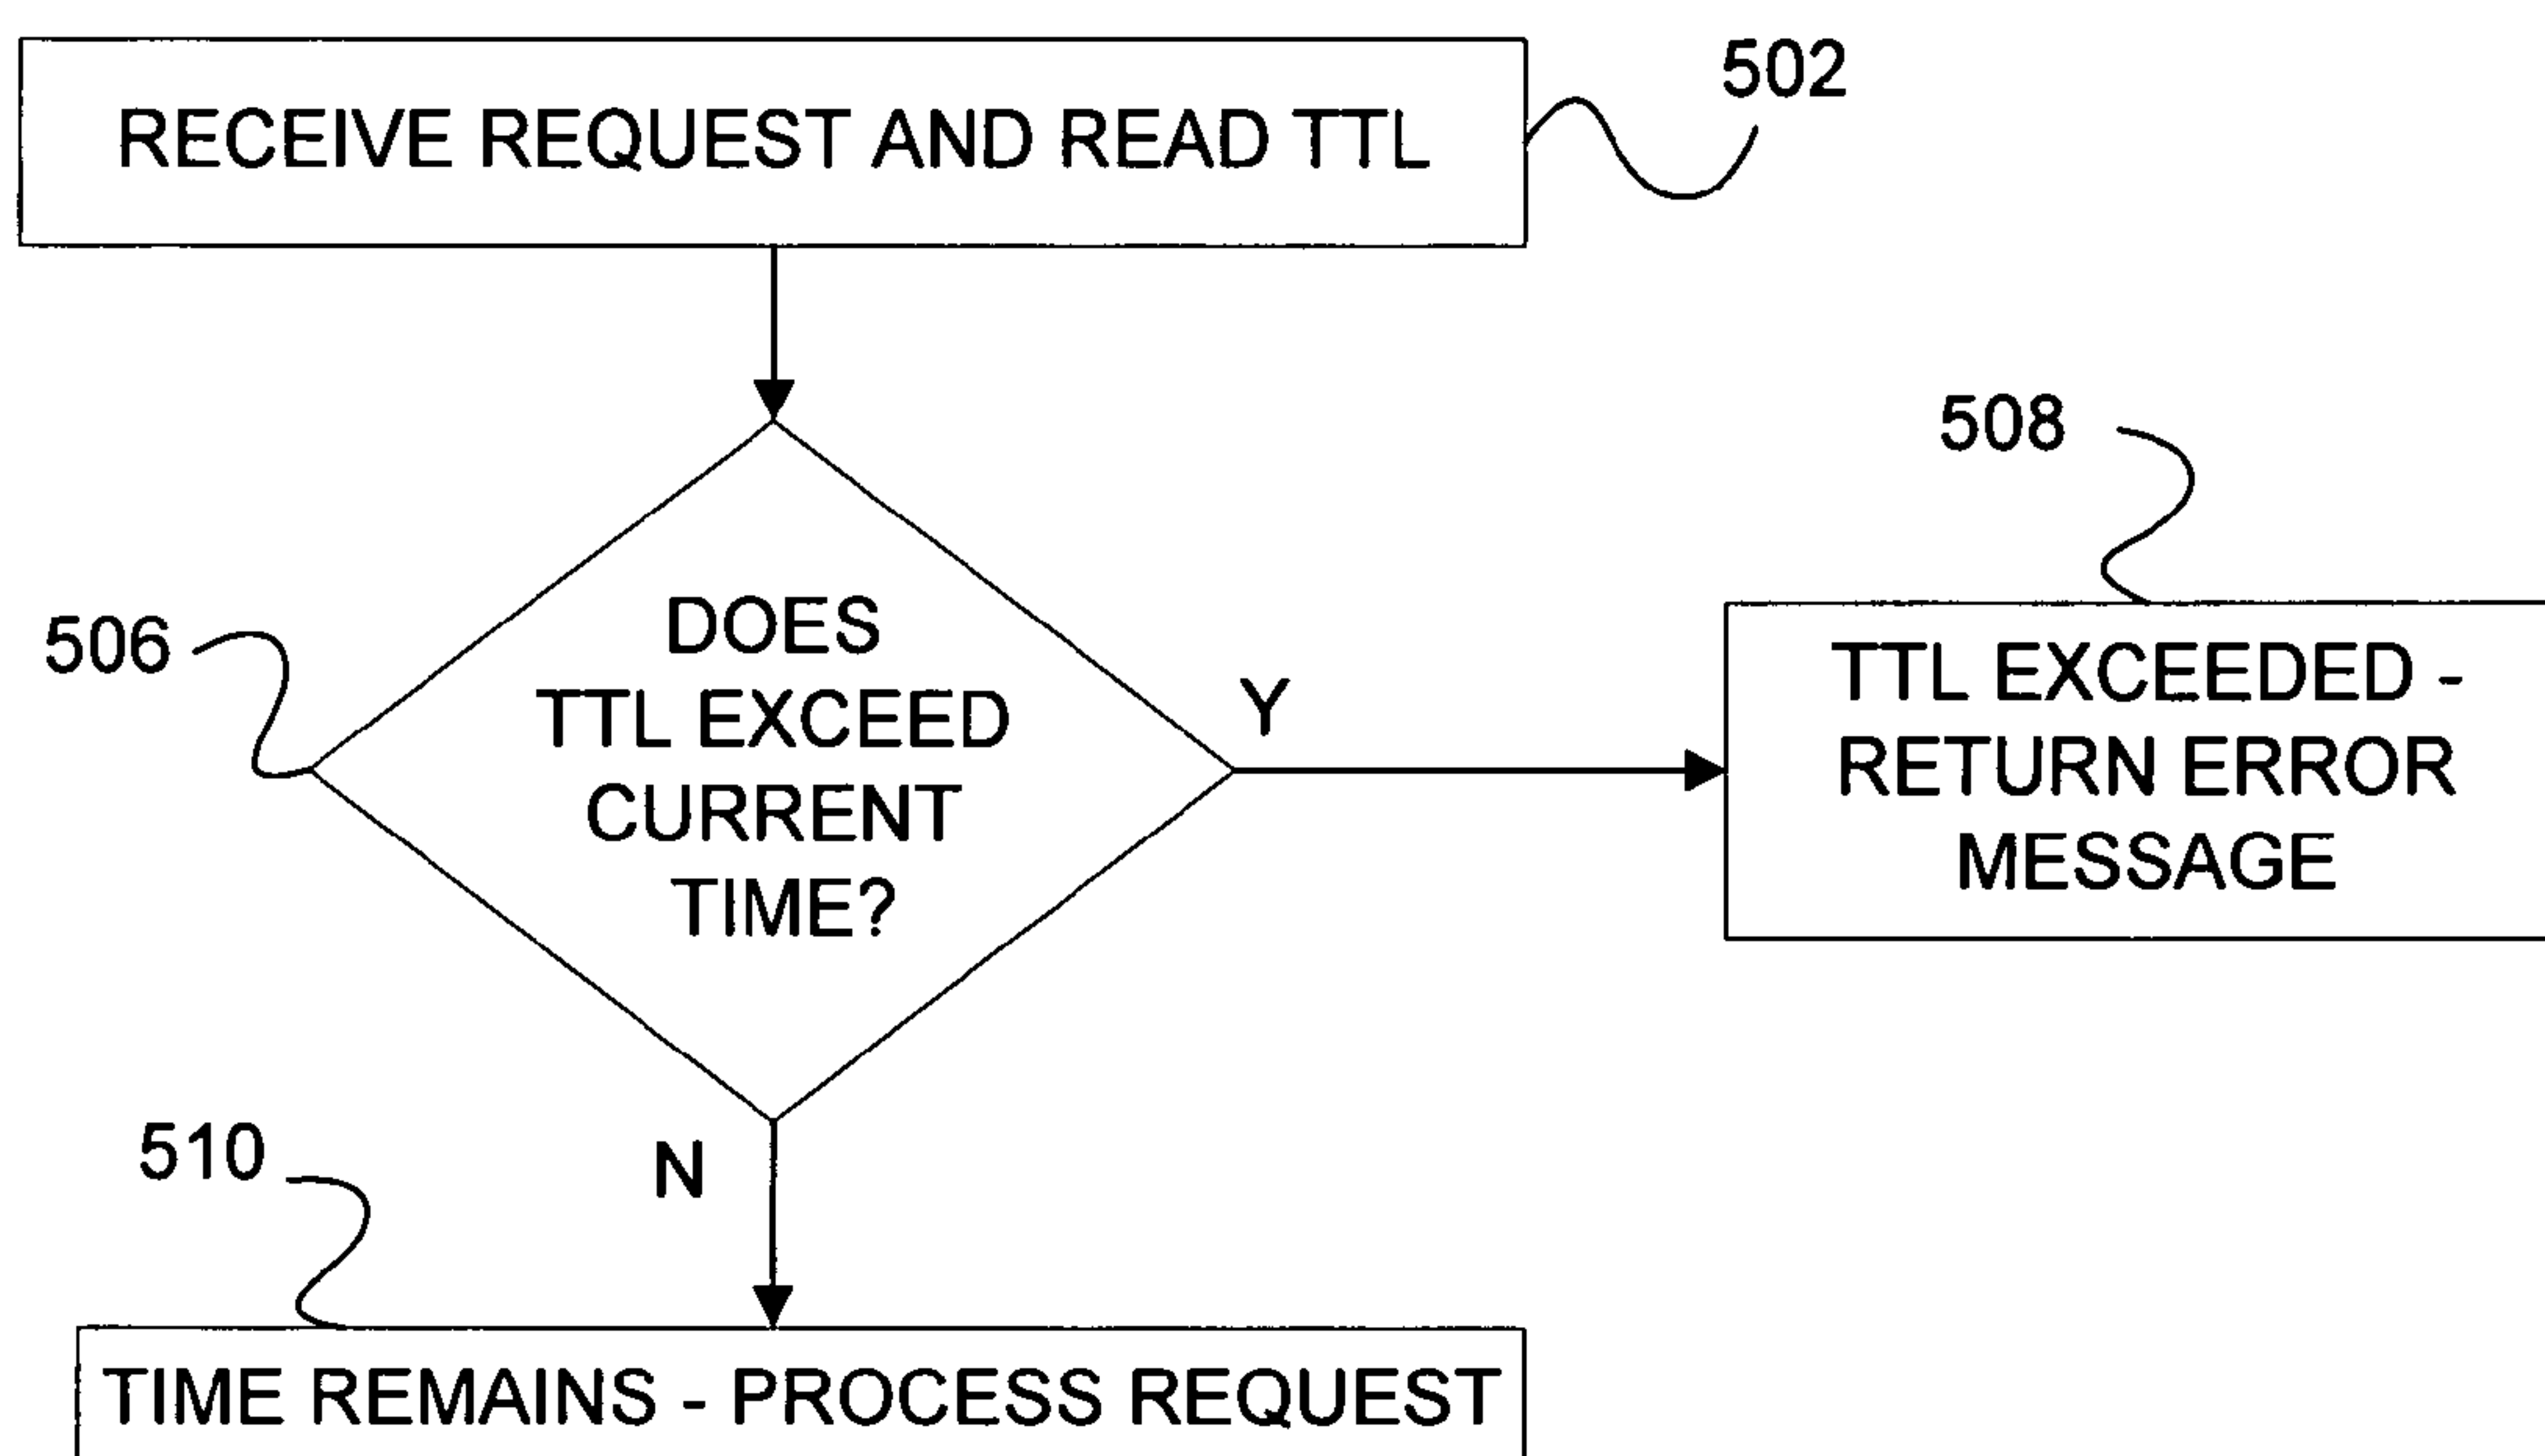 502
RECEIVE REQUEST AND READ TTL
508
506
DOES
TTL EXCEED
CURRENT
TIME?
Y
TTL EXCEEDED -
RETURN ERROR
MESSAGE
N
510
TIME REMAINS - PROCESS REQUEST